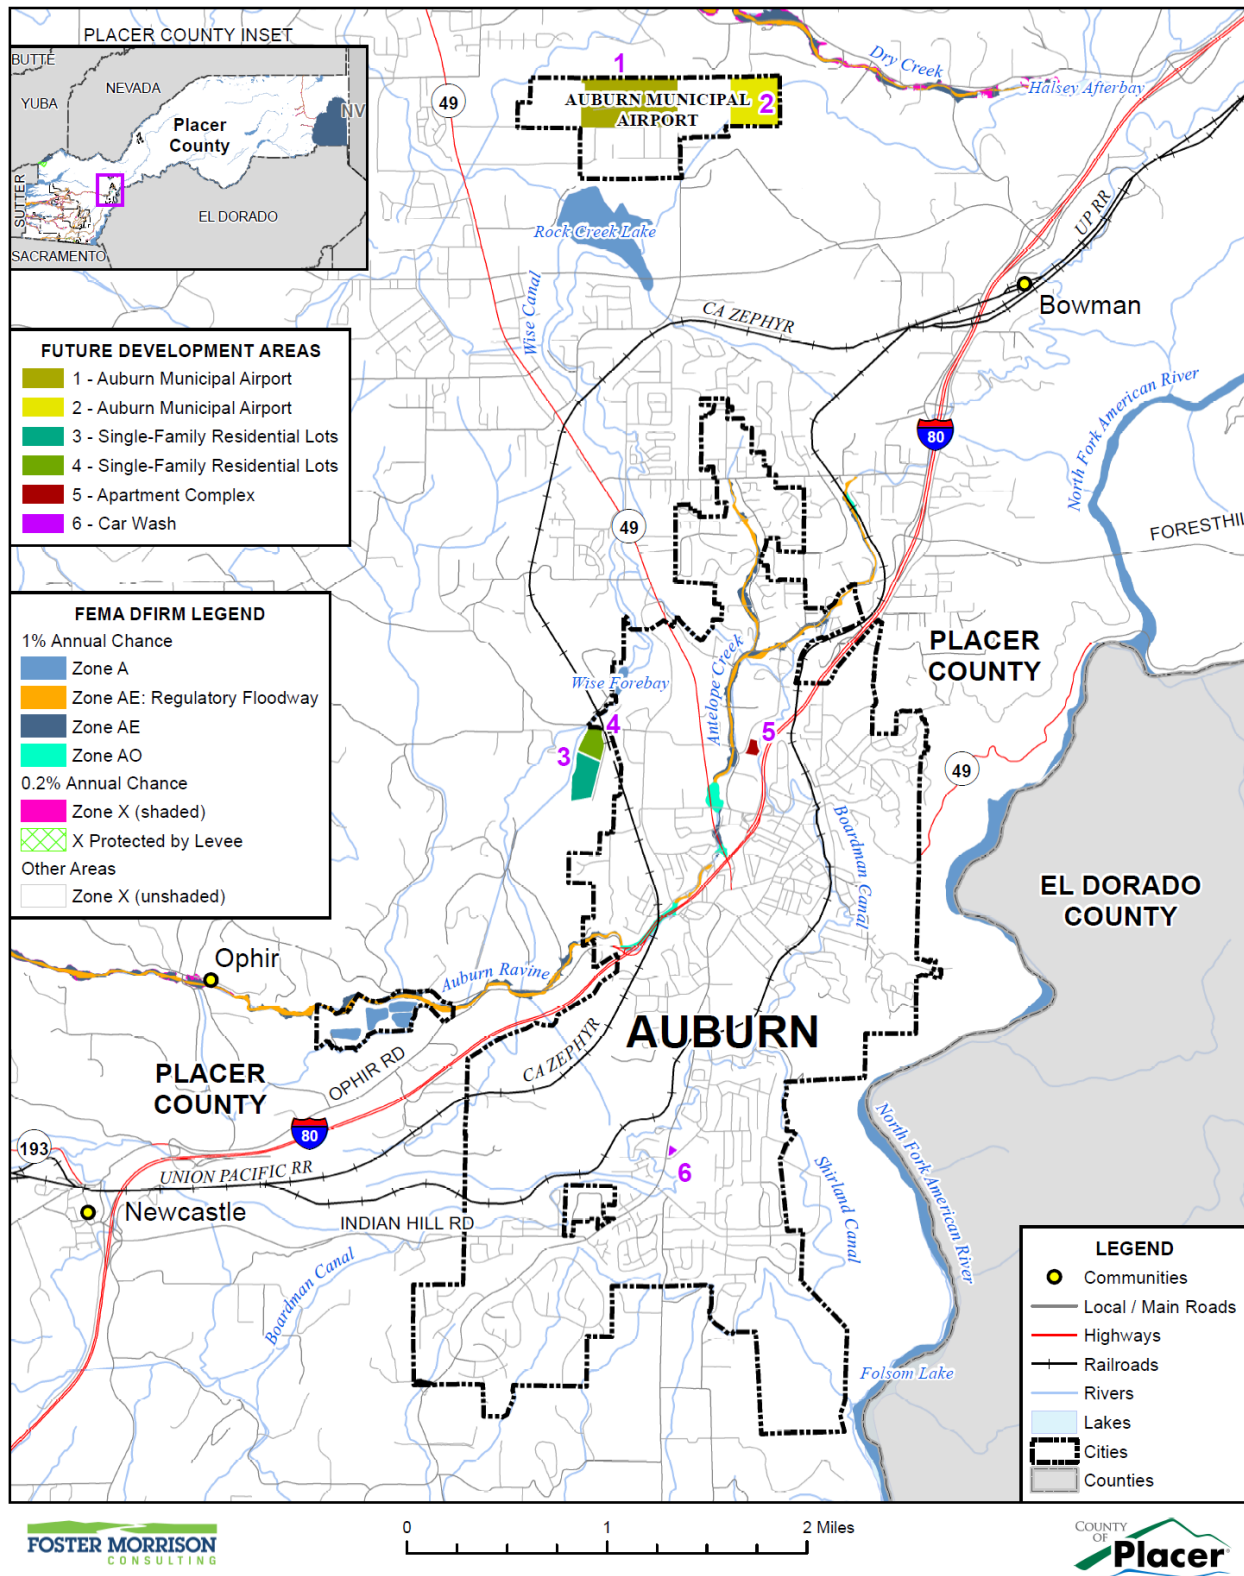 PLACER COUNTY INSET
BUTTE
YUBA
NEVADA
NV
Placer
County
SUTTER
EL DORADO
SACRAMENTO
49
1
AUBURN MUNICIPAL
AIRPORT
2
Dry Creek
Halsey Afterbay
Rock Creek Lake
Wise Canal
UP RR
CA ZEPHYR
Bowman
FUTURE DEVELOPMENT AREAS
1 - Auburn Municipal Airport
2 - Auburn Municipal Airport
3 - Single-Family Residential Lots
4 - Single-Family Residential Lots
5 - Apartment Complex
6 - Car Wash
80
North Fork American River
49
FORESTHIL
FEMA DFIRM LEGEND
1% Annual Chance
Zone A
Zone AE: Regulatory Floodway
Zone AE
Zone AO
0.2% Annual Chance
Zone X (shaded)
X Protected by Levee
Other Areas
Zone X (unshaded)
PLACER
COUNTY
Antelope Creek
Wise Forebay
4
3
5
49
Boardman Canal
EL DORADO
COUNTY
Ophir
Auburn Ravine
AUBURN
CA ZEPHYR
OPHIR RD
PLACER
COUNTY
80
193
UNION PACIFIC RR
Newcastle
INDIAN HILL RD
Boardman Canal
6
Shirland Canal
North Fork American River
Folsom Lake
LEGEND
Communities
Local / Main Roads
Highways
Railroads
Rivers
Lakes
Cities
Counties
FOSTER MORRISON
CONSULTING
0 1 2 Miles
COUNTY
OF
Placer